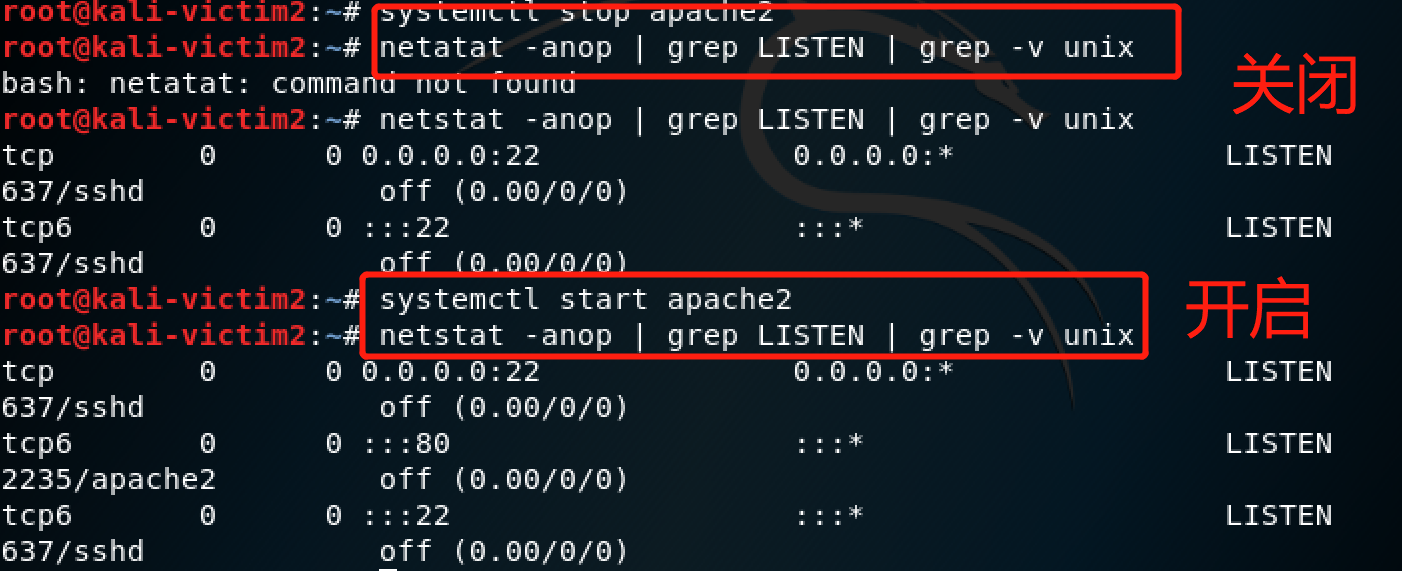 root@kali-victim2:~# systemctl stop apache2
root@kali-victim2:~# netatat -anop | grep LISTEN | grep -v unix
bash: netatat: command not found
关闭
root@kali-victim2:~# netstat -anop | grep LISTEN | grep -v unix
tcp        0      0 0.0.0.0:22              0.0.0.0:*               LISTEN
637/sshd             off (0.00/0/0)
tcp6       0      0 :::22                   :::*                    LISTEN
637/sshd             off (0.00/0/0)
root@kali-victim2:~# systemctl start apache2
开启
root@kali-victim2:~# netstat -anop | grep LISTEN | grep -v unix
tcp        0      0 0.0.0.0:22              0.0.0.0:*               LISTEN
637/sshd             off (0.00/0/0)
tcp6       0      0 :::80                   :::*                    LISTEN
2235/apache2         off (0.00/0/0)
tcp6       0      0 :::22                   :::*                    LISTEN
637/sshd             off (0.00/0/0)